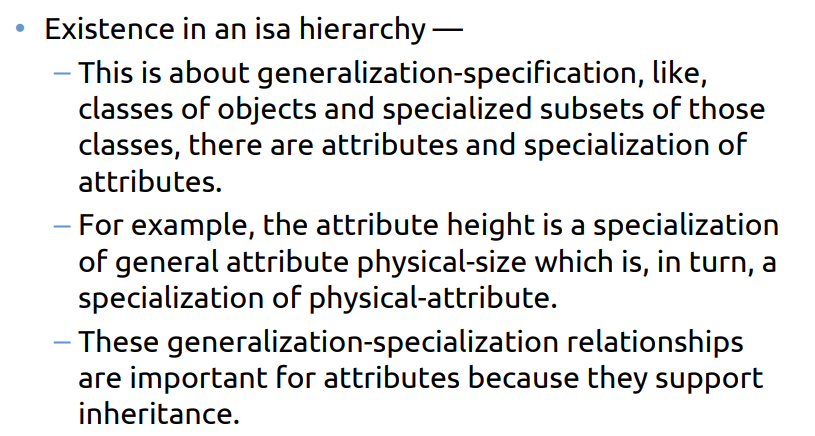 • Existence in an isa hierarchy —
– This is about generalization-specification, like,
classes of objects and specialized subsets of those
classes, there are attributes and specialization of
attributes.
– For example, the attribute height is a specialization
of general attribute physical-size which is, in turn, a
specialization of physical-attribute.
– These generalization-specialization relationships
are important for attributes because they support
inheritance.